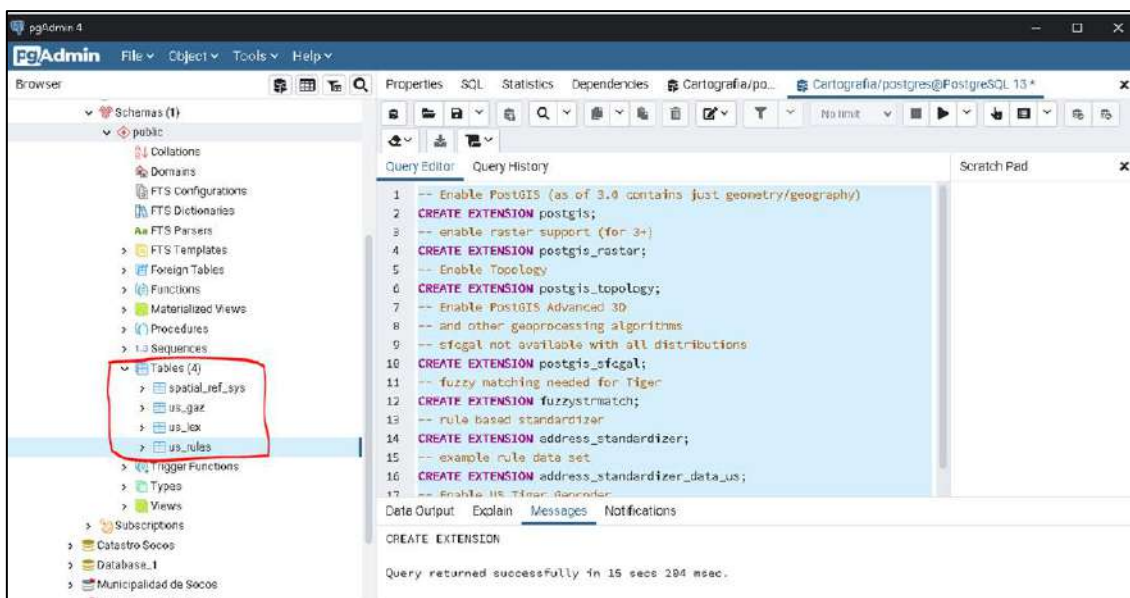 pgAdmin 4
pgAdmin File Object Tools Help
Browser
Properties SQL Statistics Dependencies Cartografia/po... Cartografia/postgres@PostgreSQL 13 *
Schemas (1)
public
Collations
Domains
FTS Configurations
FTS Dictionaries
Aa FTS Parsers
FTS Templates
Foreign Tables
Functions
Materialized Views
Procedures
1..3 Sequences
Tables (4)
spatial_ref_sys
us_gaz
us_lex
us_rules
Trigger Functions
Types
Views
Subscriptions
Catastro Socos
Database_1
Municipalidad de Socos
No limit
Query Editor Query History
Scratch Pad
1 -- Enable PostGIS (as of 3.0 contains just geometry/geography)
2 CREATE EXTENSION postgis;
3 -- enable raster support (for 3+)
4 CREATE EXTENSION postgis_raster;
5 -- Enable Topology
6 CREATE EXTENSION postgis_topology;
7 -- Enable PostGIS Advanced 3D
8 -- and other geoprocessing algorithms
9 -- sfcgal not available with all distributions
10 CREATE EXTENSION postgis_sfcgal;
11 -- fuzzy matching needed for Tiger
12 CREATE EXTENSION fuzzystrmatch;
13 -- rule based standardizer
14 CREATE EXTENSION address_standardizer;
15 -- example rule data set
16 CREATE EXTENSION address_standardizer_data_us;
17 -- Enable US Tiger Geocoder
Data Output Explain Messages Notifications
CREATE EXTENSION
Query returned successfully in 15 secs 204 msec.